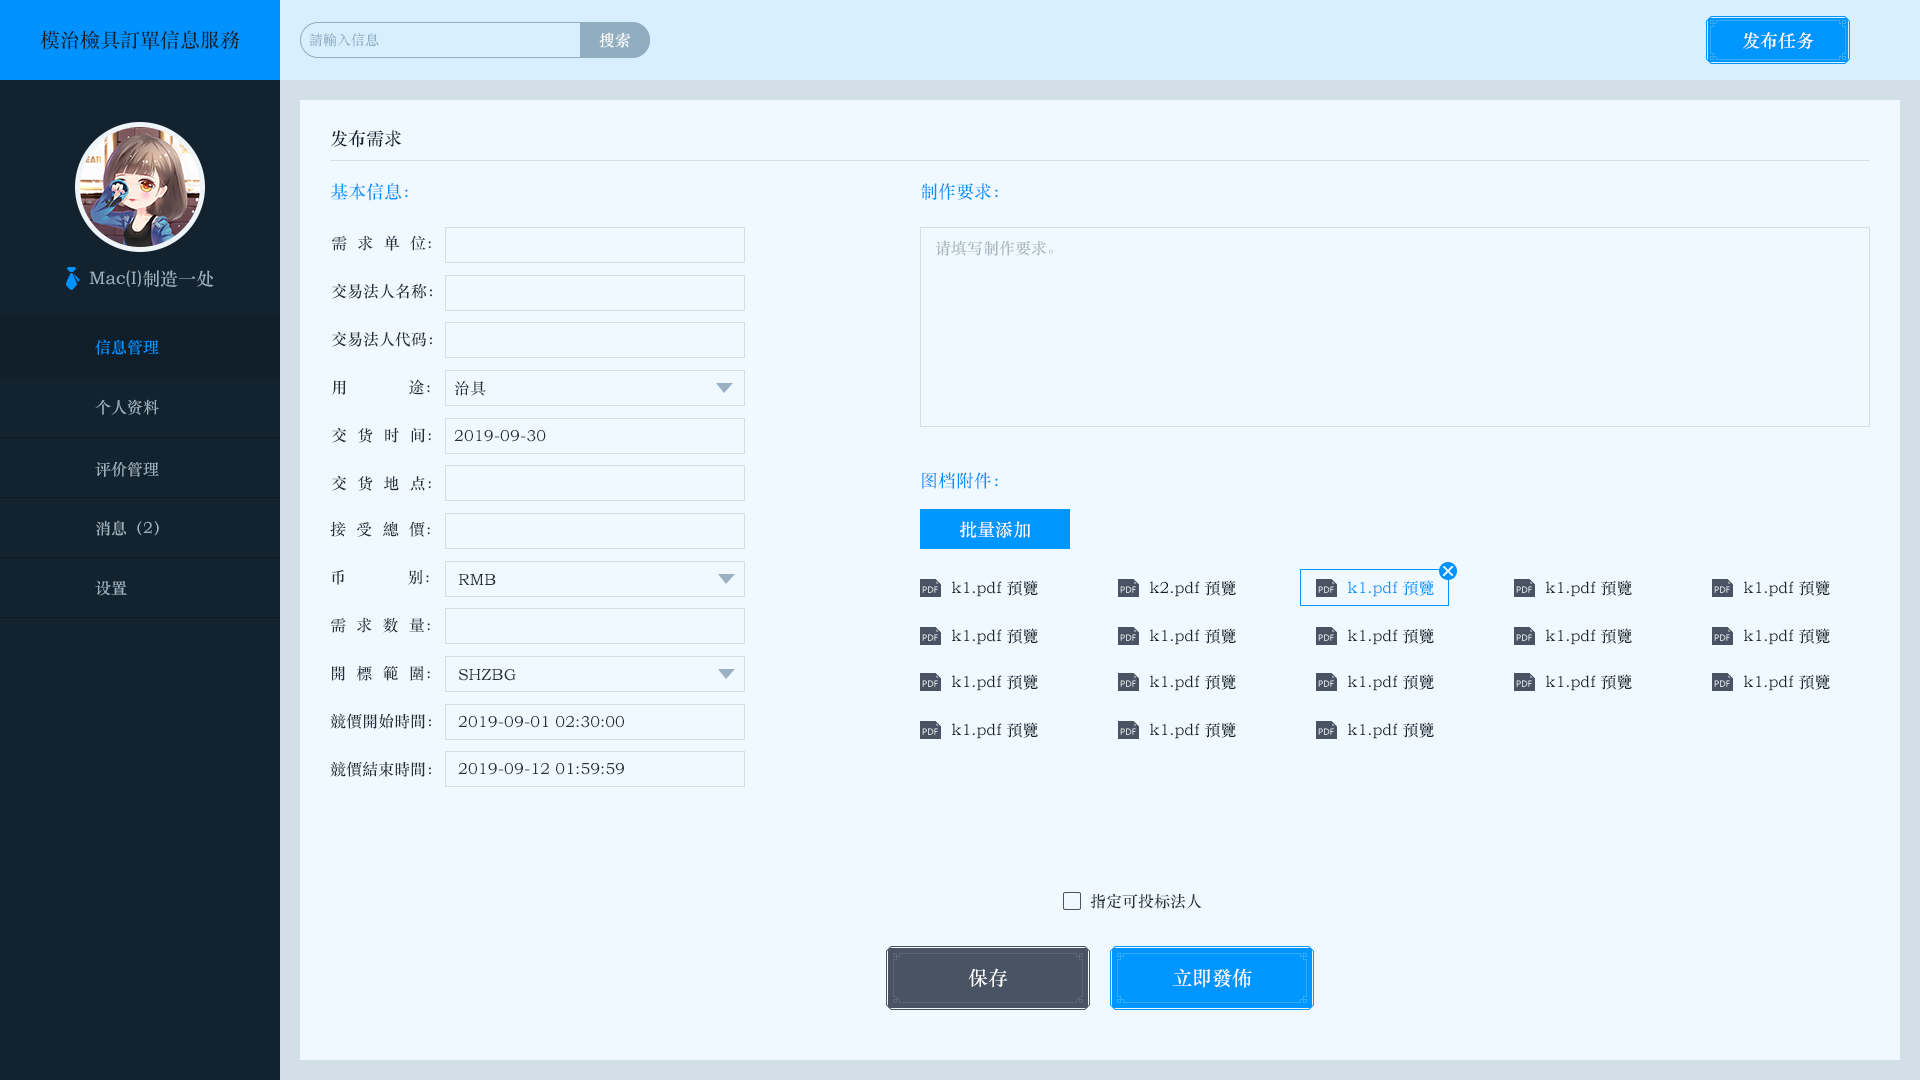 模治檢具訂單信息服務
請輸入信息
搜索
发布任务
EAR
Mac(I)制造一处
信息管理
个人资料
评价管理
消息（2）
设置
发布需求
基本信息：
需求单位：
交易法人名称：
交易法人代码：
用途： 治具
交货时间： 2019-09-30
交货地点：
接受總價：
币别： RMB
需求数量：
開標範圍： SHZBG
競價開始時間： 2019-09-01 02:30:00
競價結束時間： 2019-09-12 01:59:59
制作要求：
请填写制作要求。
图档附件：
批量添加
PDF k1.pdf 預覽 PDF k2.pdf 預覽 PDF k1.pdf 預覽 PDF k1.pdf 預覽 PDF k1.pdf 預覽
PDF k1.pdf 預覽 PDF k1.pdf 預覽 PDF k1.pdf 預覽 PDF k1.pdf 預覽 PDF k1.pdf 預覽
PDF k1.pdf 預覽 PDF k1.pdf 預覽 PDF k1.pdf 預覽 PDF k1.pdf 預覽 PDF k1.pdf 預覽
PDF k1.pdf 預覽 PDF k1.pdf 預覽 PDF k1.pdf 預覽
指定可投标法人
保存
立即發佈